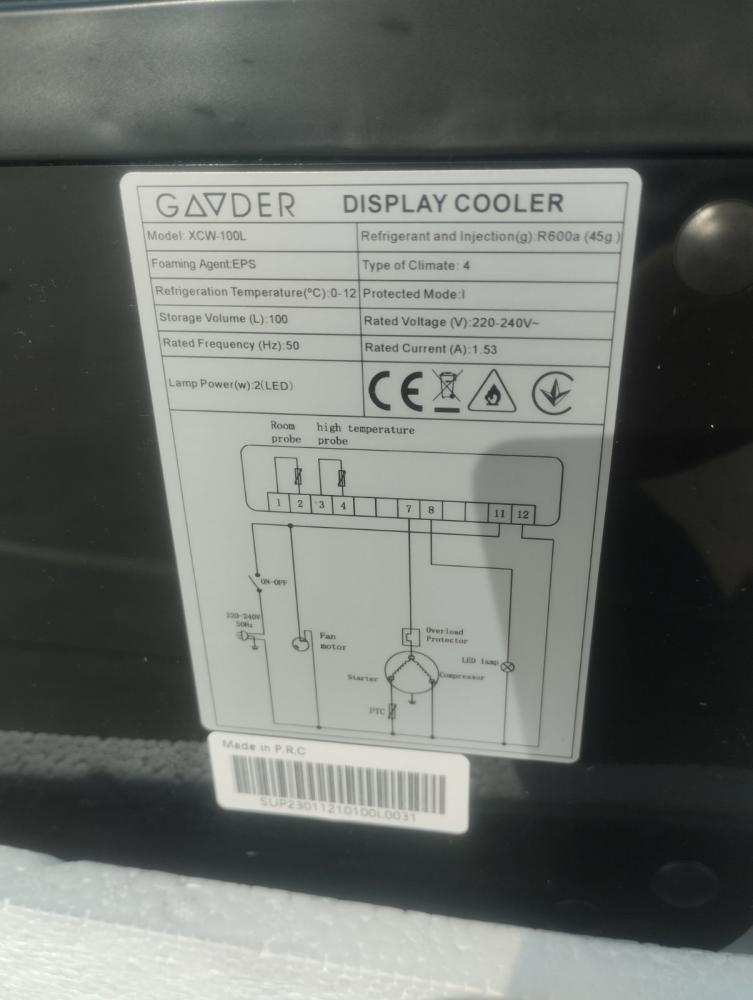 GAVDER DISPLAY COOLER
Model: XCW-100L Refrigerant and Injection(g):R600a (45g)
Foaming Agent:EPS Type of Climate: 4
Refrigeration Temperature(°C):0-12 Protected Mode:I
Storage Volume (L):100 Rated Voltage (V):220-240V~
Rated Frequency (Hz):50 Rated Current (A):1.53
Lamp Power(w):2(LED) CE
Room probe
high temperature probe
1 2 3 4 7 8 11 12
ON-OFF
220-240V
50Hz
Fan motor
Overload Protector
LED lamp
Starter
Compressor
PTC
Made in P.R.C
SUP23011210100L0031